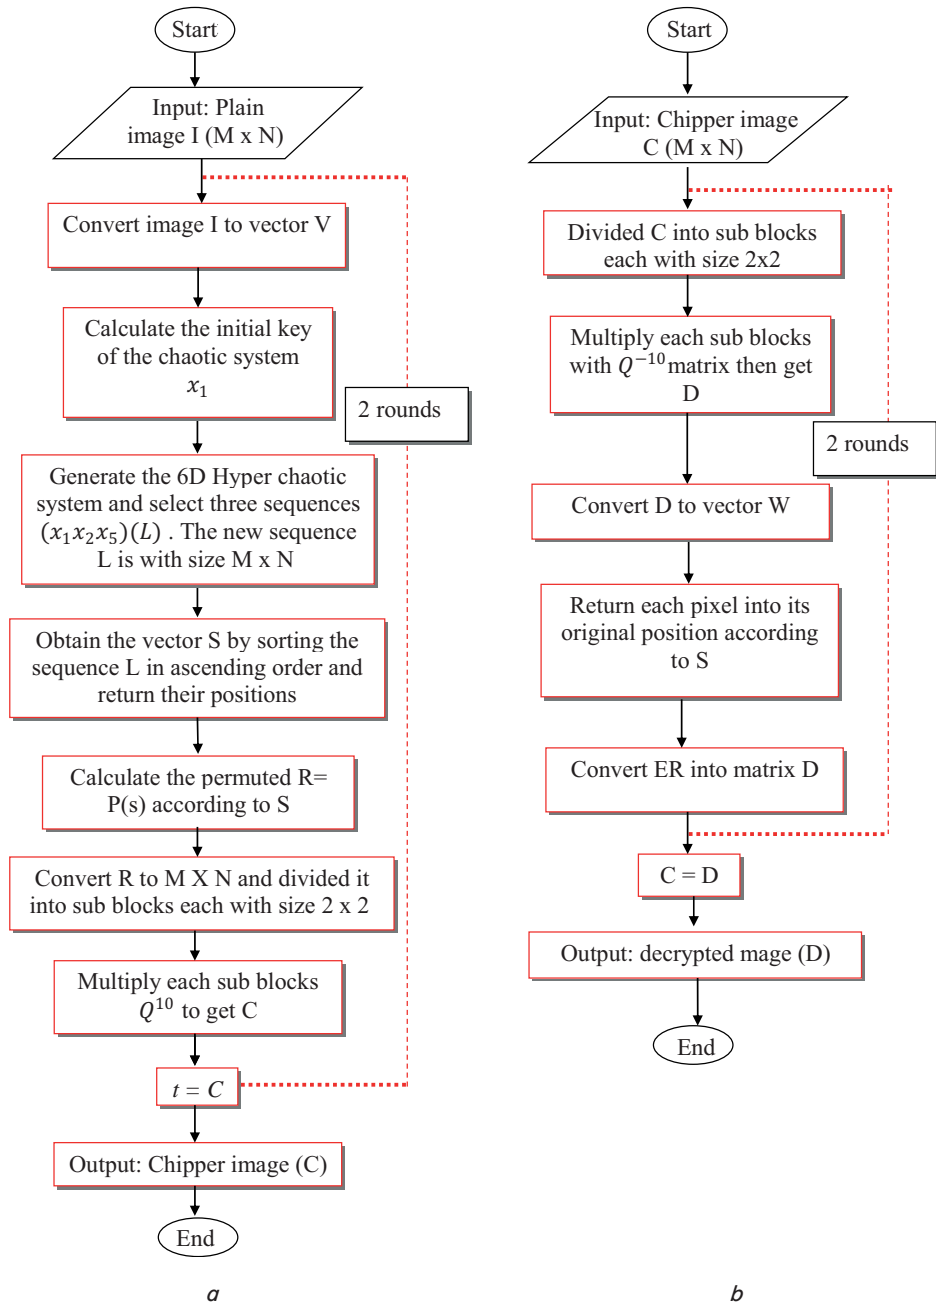 Start
Input: Plain
image I (M x N)
Convert image I to vector V
Calculate the initial key
of the chaotic system
x₁
2 rounds
Generate the 6D Hyper chaotic
system and select three sequences
(x₁x₂x₅)(L) . The new sequence
L is with size M x N
Obtain the vector S by sorting the
sequence L in ascending order and
return their positions
Calculate the permuted R=
P(s) according to S
Convert R to M X N and divided it
into sub blocks each with size 2 x 2
Multiply each sub blocks
Q¹⁰ to get C
t = C
Output: Chipper image (C)
End
a
Start
Input: Chipper image
C (M x N)
Divided C into sub blocks
each with size 2x2
Multiply each sub blocks
with Q⁻¹⁰ matrix then get
D
2 rounds
Convert D to vector W
Return each pixel into its
original position according
to S
Convert ER into matrix D
C = D
Output: decrypted mage (D)
End
b